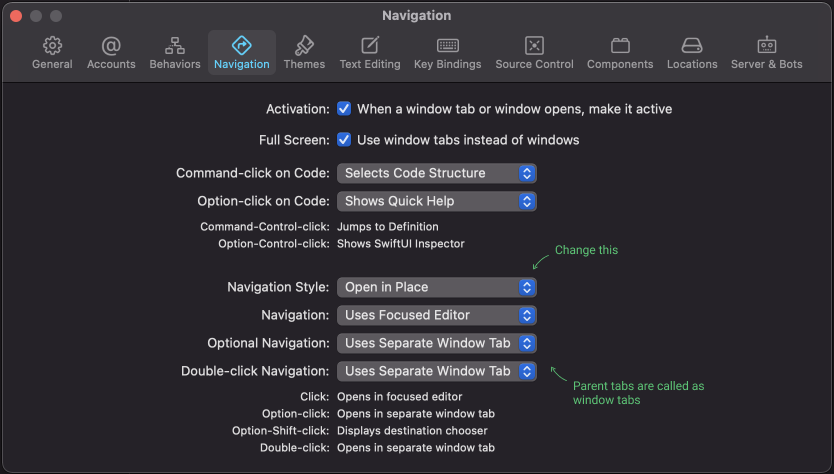 Navigation
General Accounts Behaviors Navigation Themes Text Editing Key Bindings Source Control Components Locations Server & Bots
Activation: When a window tab or window opens, make it active
Full Screen: Use window tabs instead of windows
Command-click on Code: Selects Code Structure
Option-click on Code: Shows Quick Help
Command-Control-click: Jumps to Definition
Option-Control-click: Shows SwiftUI Inspector
Change this
Navigation Style: Open in Place
Navigation: Uses Focused Editor
Optional Navigation: Uses Separate Window Tab
Double-click Navigation: Uses Separate Window Tab
Parent tabs are called as
window tabs
Click: Opens in focused editor
Option-click: Opens in separate window tab
Option-Shift-click: Displays destination chooser
Double-click: Opens in separate window tab